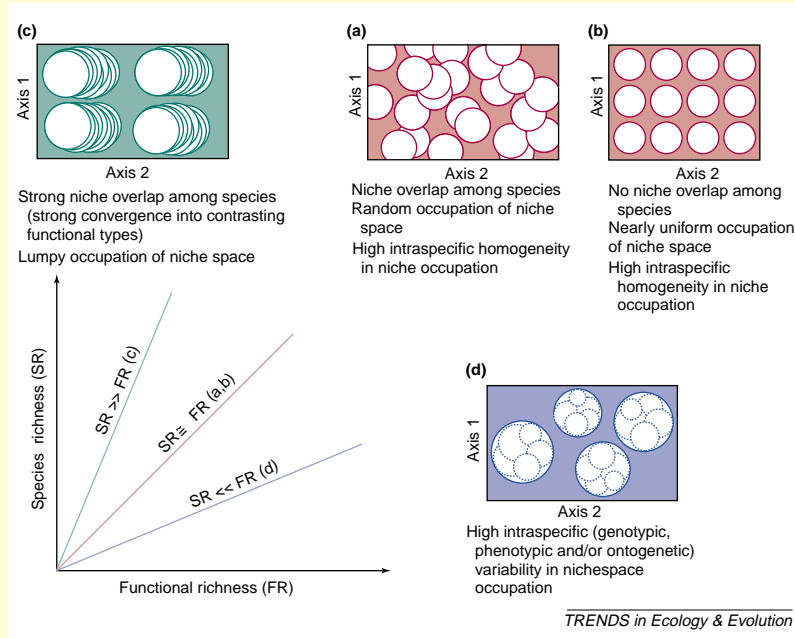 (c)
Axis 1
Axis 2
Strong niche overlap among species
(strong convergence into contrasting
functional types)
Lumpy occupation of niche space
(a)
Axis 1
Axis 2
Niche overlap among species
Random occupation of niche
space
High intraspecific homogeneity
in niche occupation
(b)
Axis 1
Axis 2
No niche overlap among
species
Nearly uniform occupation
of niche space
High intraspecific
homogeneity in niche
occupation
Species richness (SR)
SR >> FR (c)
SR≅ FR (a,b)
SR << FR (d)
Functional richness (FR)
(d)
Axis 1
Axis 2
High intraspecific (genotypic,
phenotypic and/or ontogenetic)
variability in nichespace
occupation
TRENDS in Ecology & Evolution